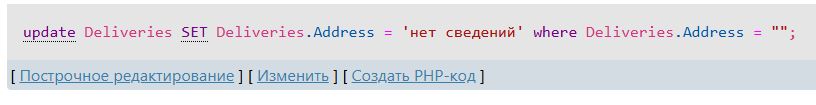 update Deliveries SET Deliveries.Address = 'нет сведений' where Deliveries.Address = "";
[ Построчное редактирование ] [ Изменить ] [ Создать PHP-код ]